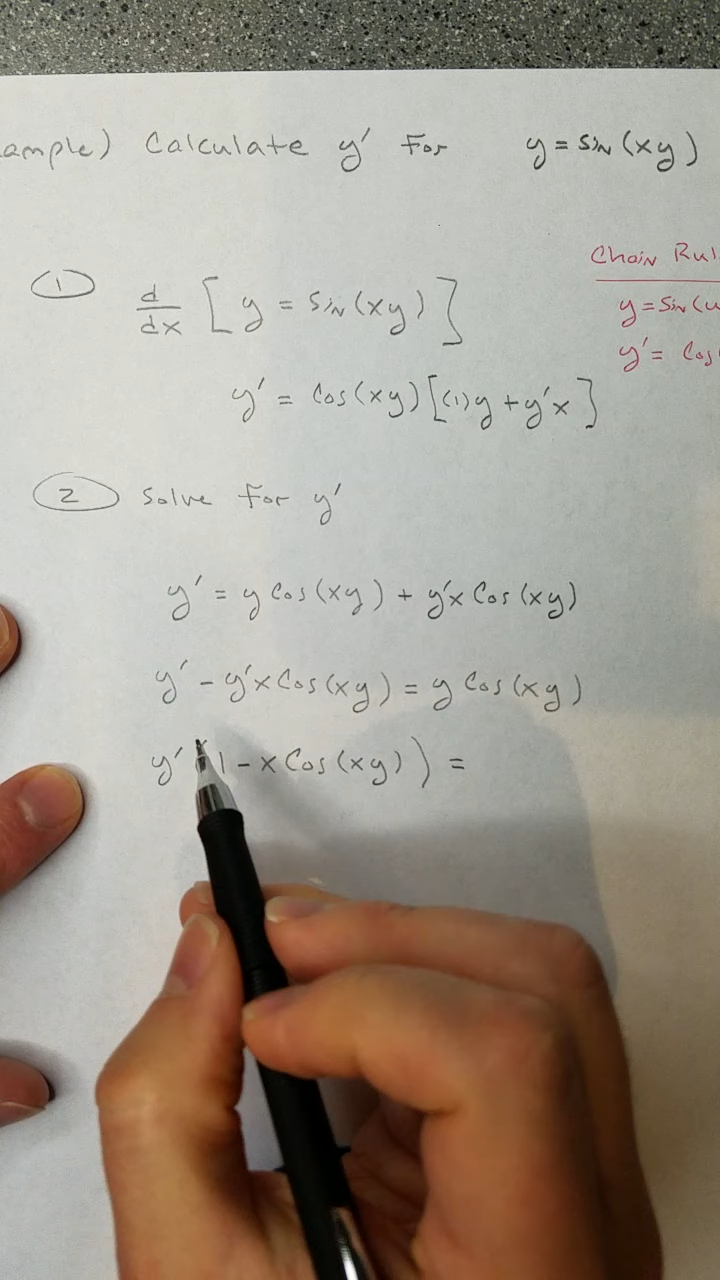 ample) Calculate y' For y = sin(xy)
Chain Rul
y = sin(u
y' = cos
① d/dx [y = sin(xy)]
y' = cos(xy)[(1)y + y'x]
② Solve for y'
y' = y cos(xy) + y'x cos(xy)
y' - y'x cos(xy) = y cos(xy)
y' (1 - x cos(xy)) =